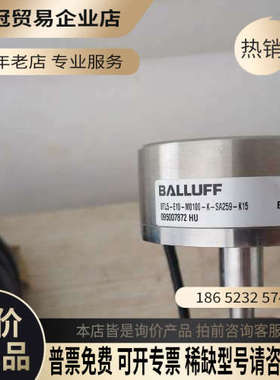 冠贸易企业店
热销
年老店 专业服务
BALLUFF
BTL5-E10-M0100-K-SA259-K15
095007872 HU
186 5232 574
价
本店皆是询价产品 拍前咨询客服
品
普票免费 可开专票 稀缺型号请咨